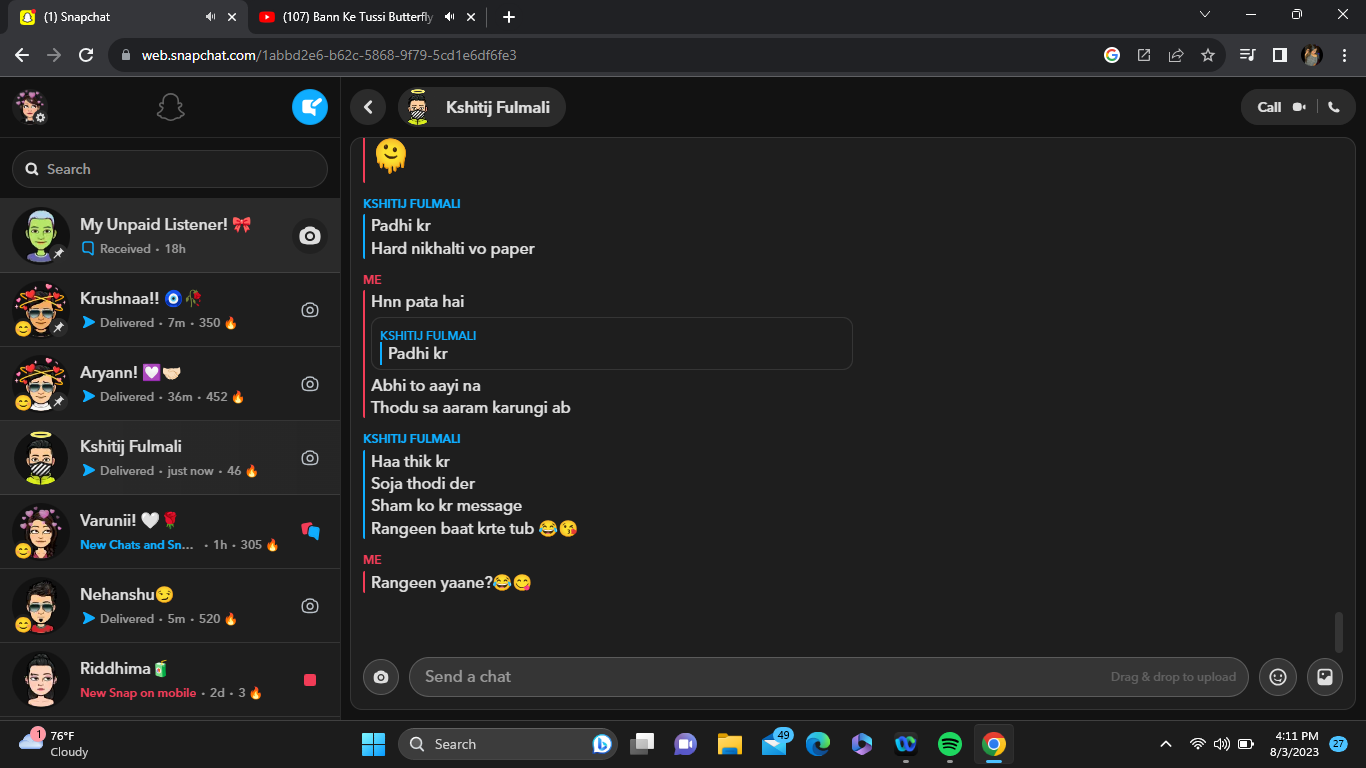 (1) Snapchat
(107) Bann Ke Tussi Butterfly
web.snapchat.com/1abbd2e6-b62c-5868-9f79-5cd1e6df6fe3
Search
My Unpaid Listener! 🎀
Received · 18h
Krushnaa!! 🧿🥀
Delivered · 7m · 350 🔥
Aryann! 💟🤝🏻
Delivered · 36m · 452 🔥
Kshitij Fulmali
Delivered · just now · 46 🔥
Varunii! 🤍🌹
New Chats and Sn... · 1h · 305 🔥
Nehanshu😏
Delivered · 5m · 520 🔥
Riddhima🧃
New Snap on mobile · 2d · 3 🔥
Kshitij Fulmali
Call
🫠
KSHITIJ FULMALI
Padhi kr
Hard nikhalti vo paper
ME
Hnn pata hai
KSHITIJ FULMALI
Padhi kr
Abhi to aayi na
Thodu sa aaram karungi ab
KSHITIJ FULMALI
Haa thik kr
Soja thodi der
Sham ko kr message
Rangeen baat krte tub 😂😘
ME
Rangeen yaane?😂😋
Send a chat
Drag & drop to upload
1
76°F
Cloudy
Search
49
4:11 PM
8/3/2023
27